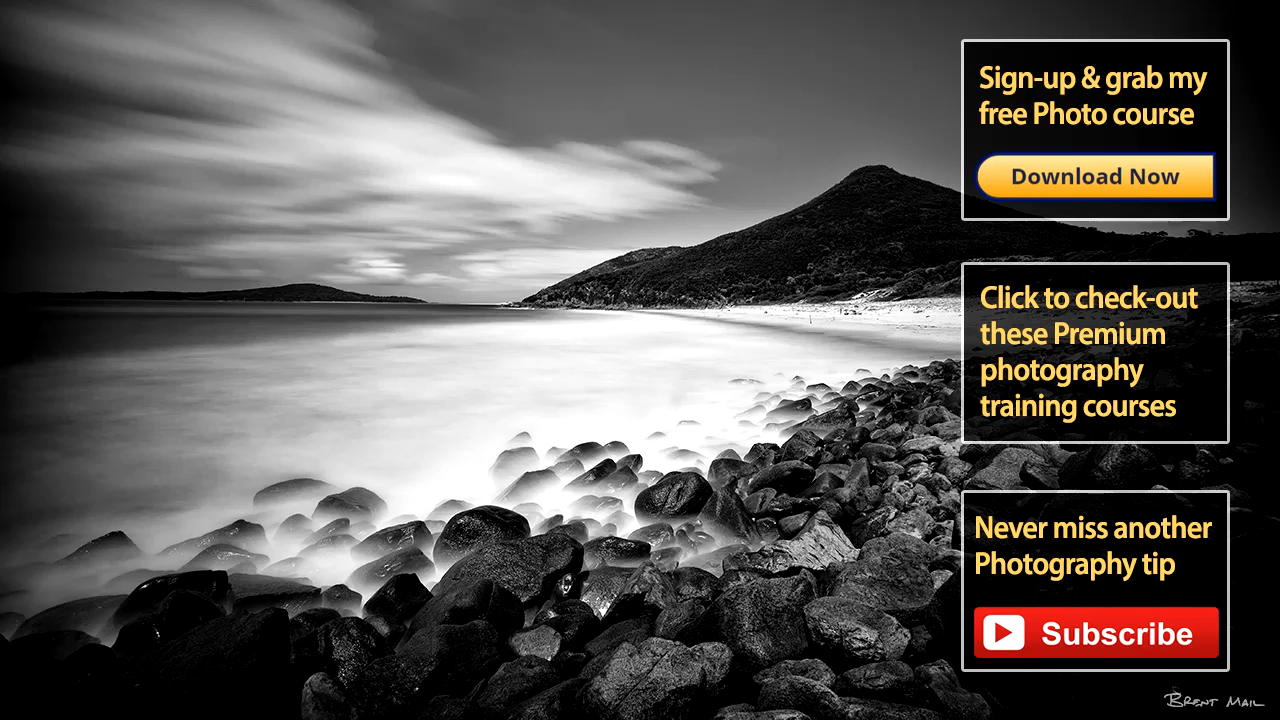 Sign-up & grab my
free Photo course
Download Now
Click to check-out
these Premium
photography
training courses
Never miss another
Photography tip
Subscribe
Brent Mail